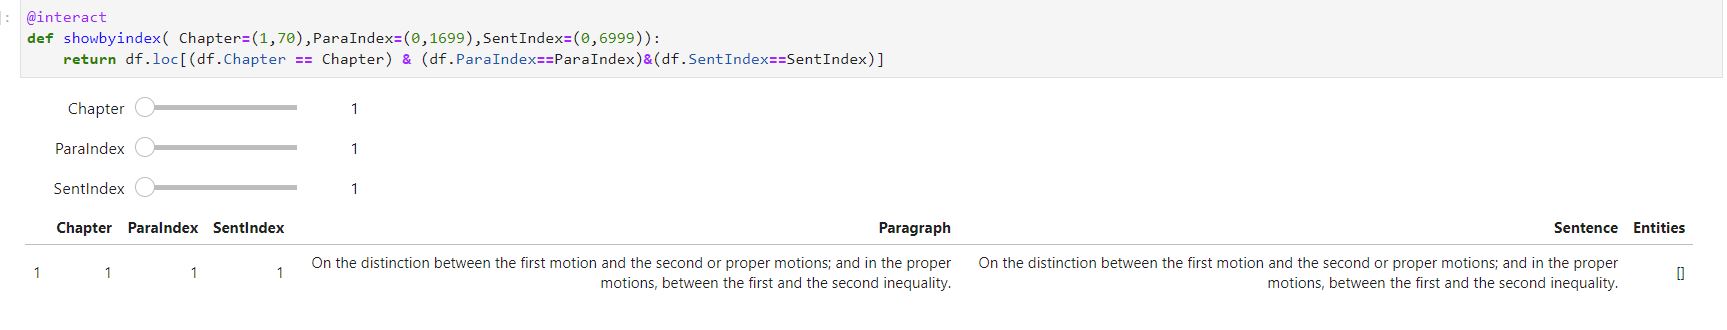 ]:
@interact
def showbyindex( Chapter=(1,70),ParaIndex=(0,1699),SentIndex=(0,6999)):
return df.loc[(df.Chapter == Chapter) & (df.ParaIndex==ParaIndex)&(df.SentIndex==SentIndex)]
Chapter 1
ParaIndex 1
SentIndex 1
Chapter ParaIndex SentIndex Paragraph Sentence Entities
1 1 1 1 On the distinction between the first motion and the second or proper motions; and in the proper On the distinction between the first motion and the second or proper motions; and in the proper []
motions, between the first and the second inequality. motions, between the first and the second inequality.